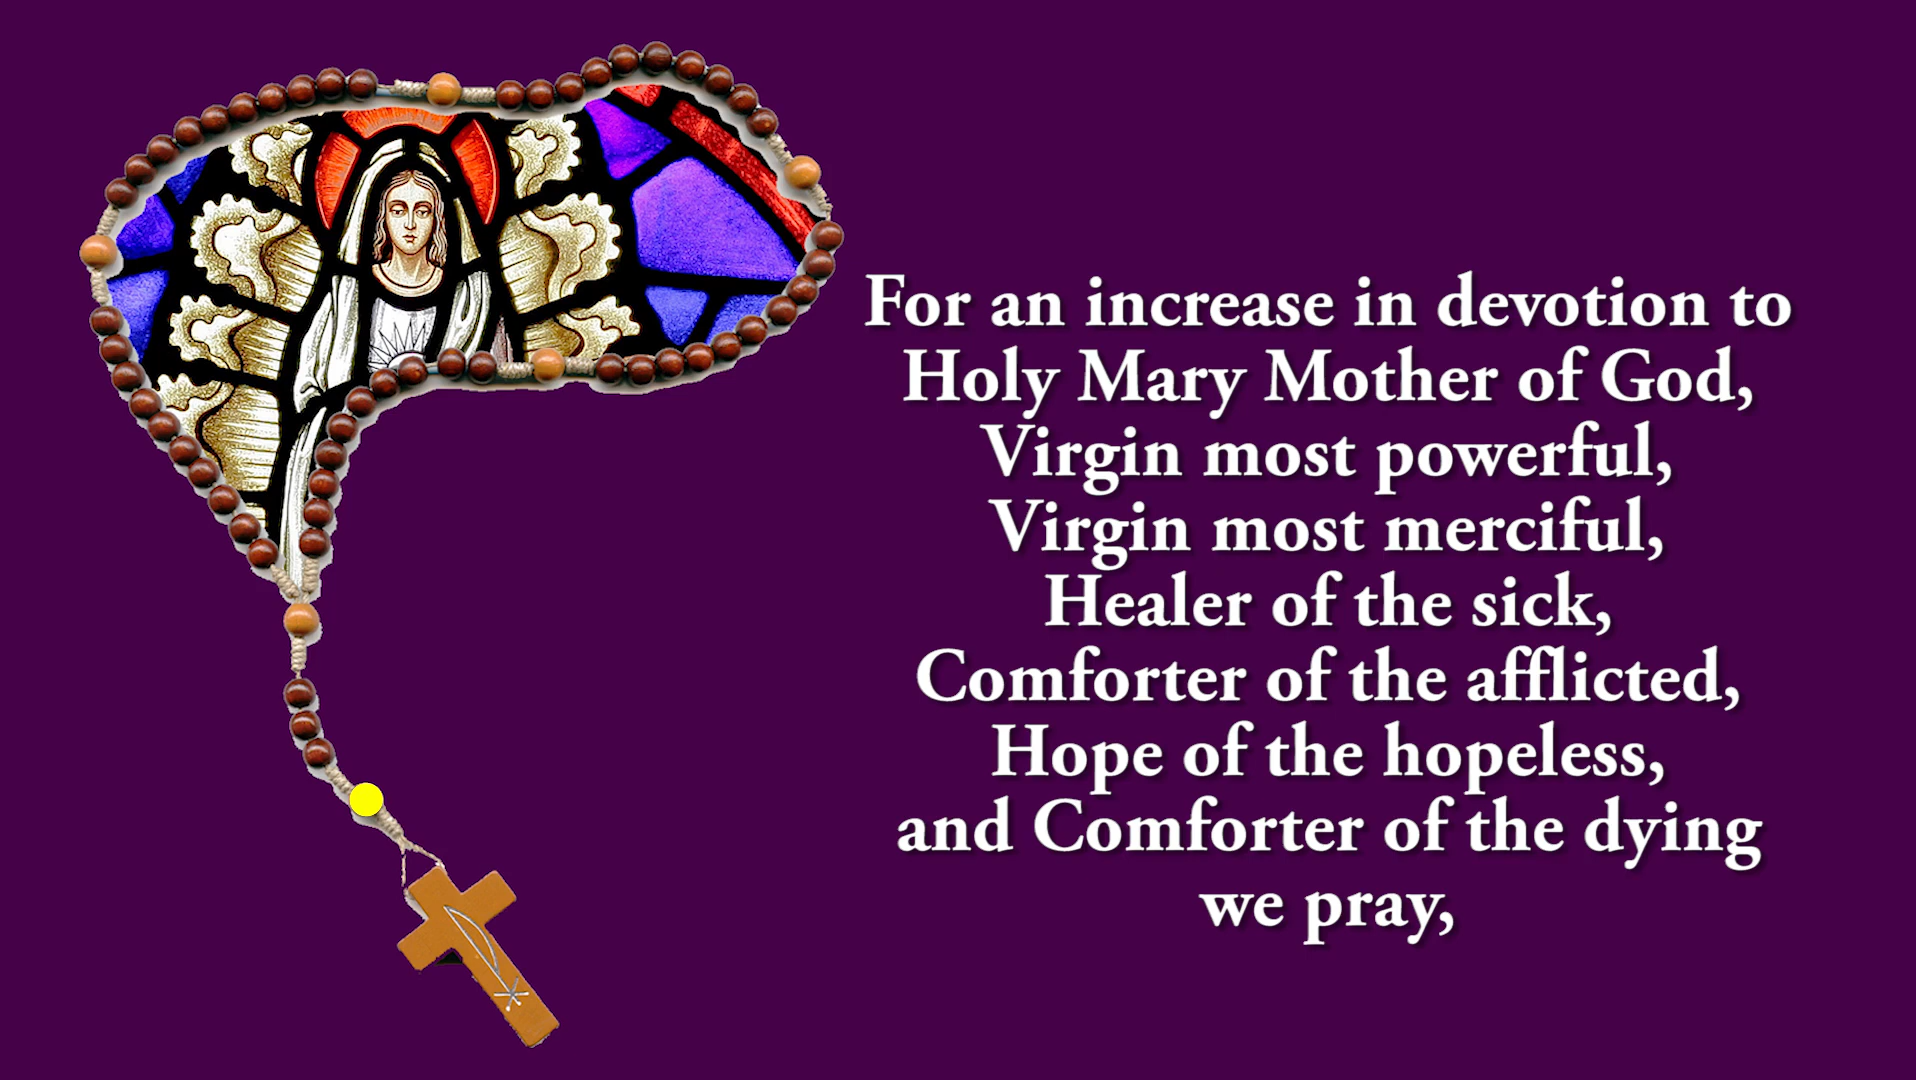 For an increase in devotion to
Holy Mary Mother of God,
Virgin most powerful,
Virgin most merciful,
Healer of the sick,
Comforter of the afflicted,
Hope of the hopeless,
and Comforter of the dying
we pray,